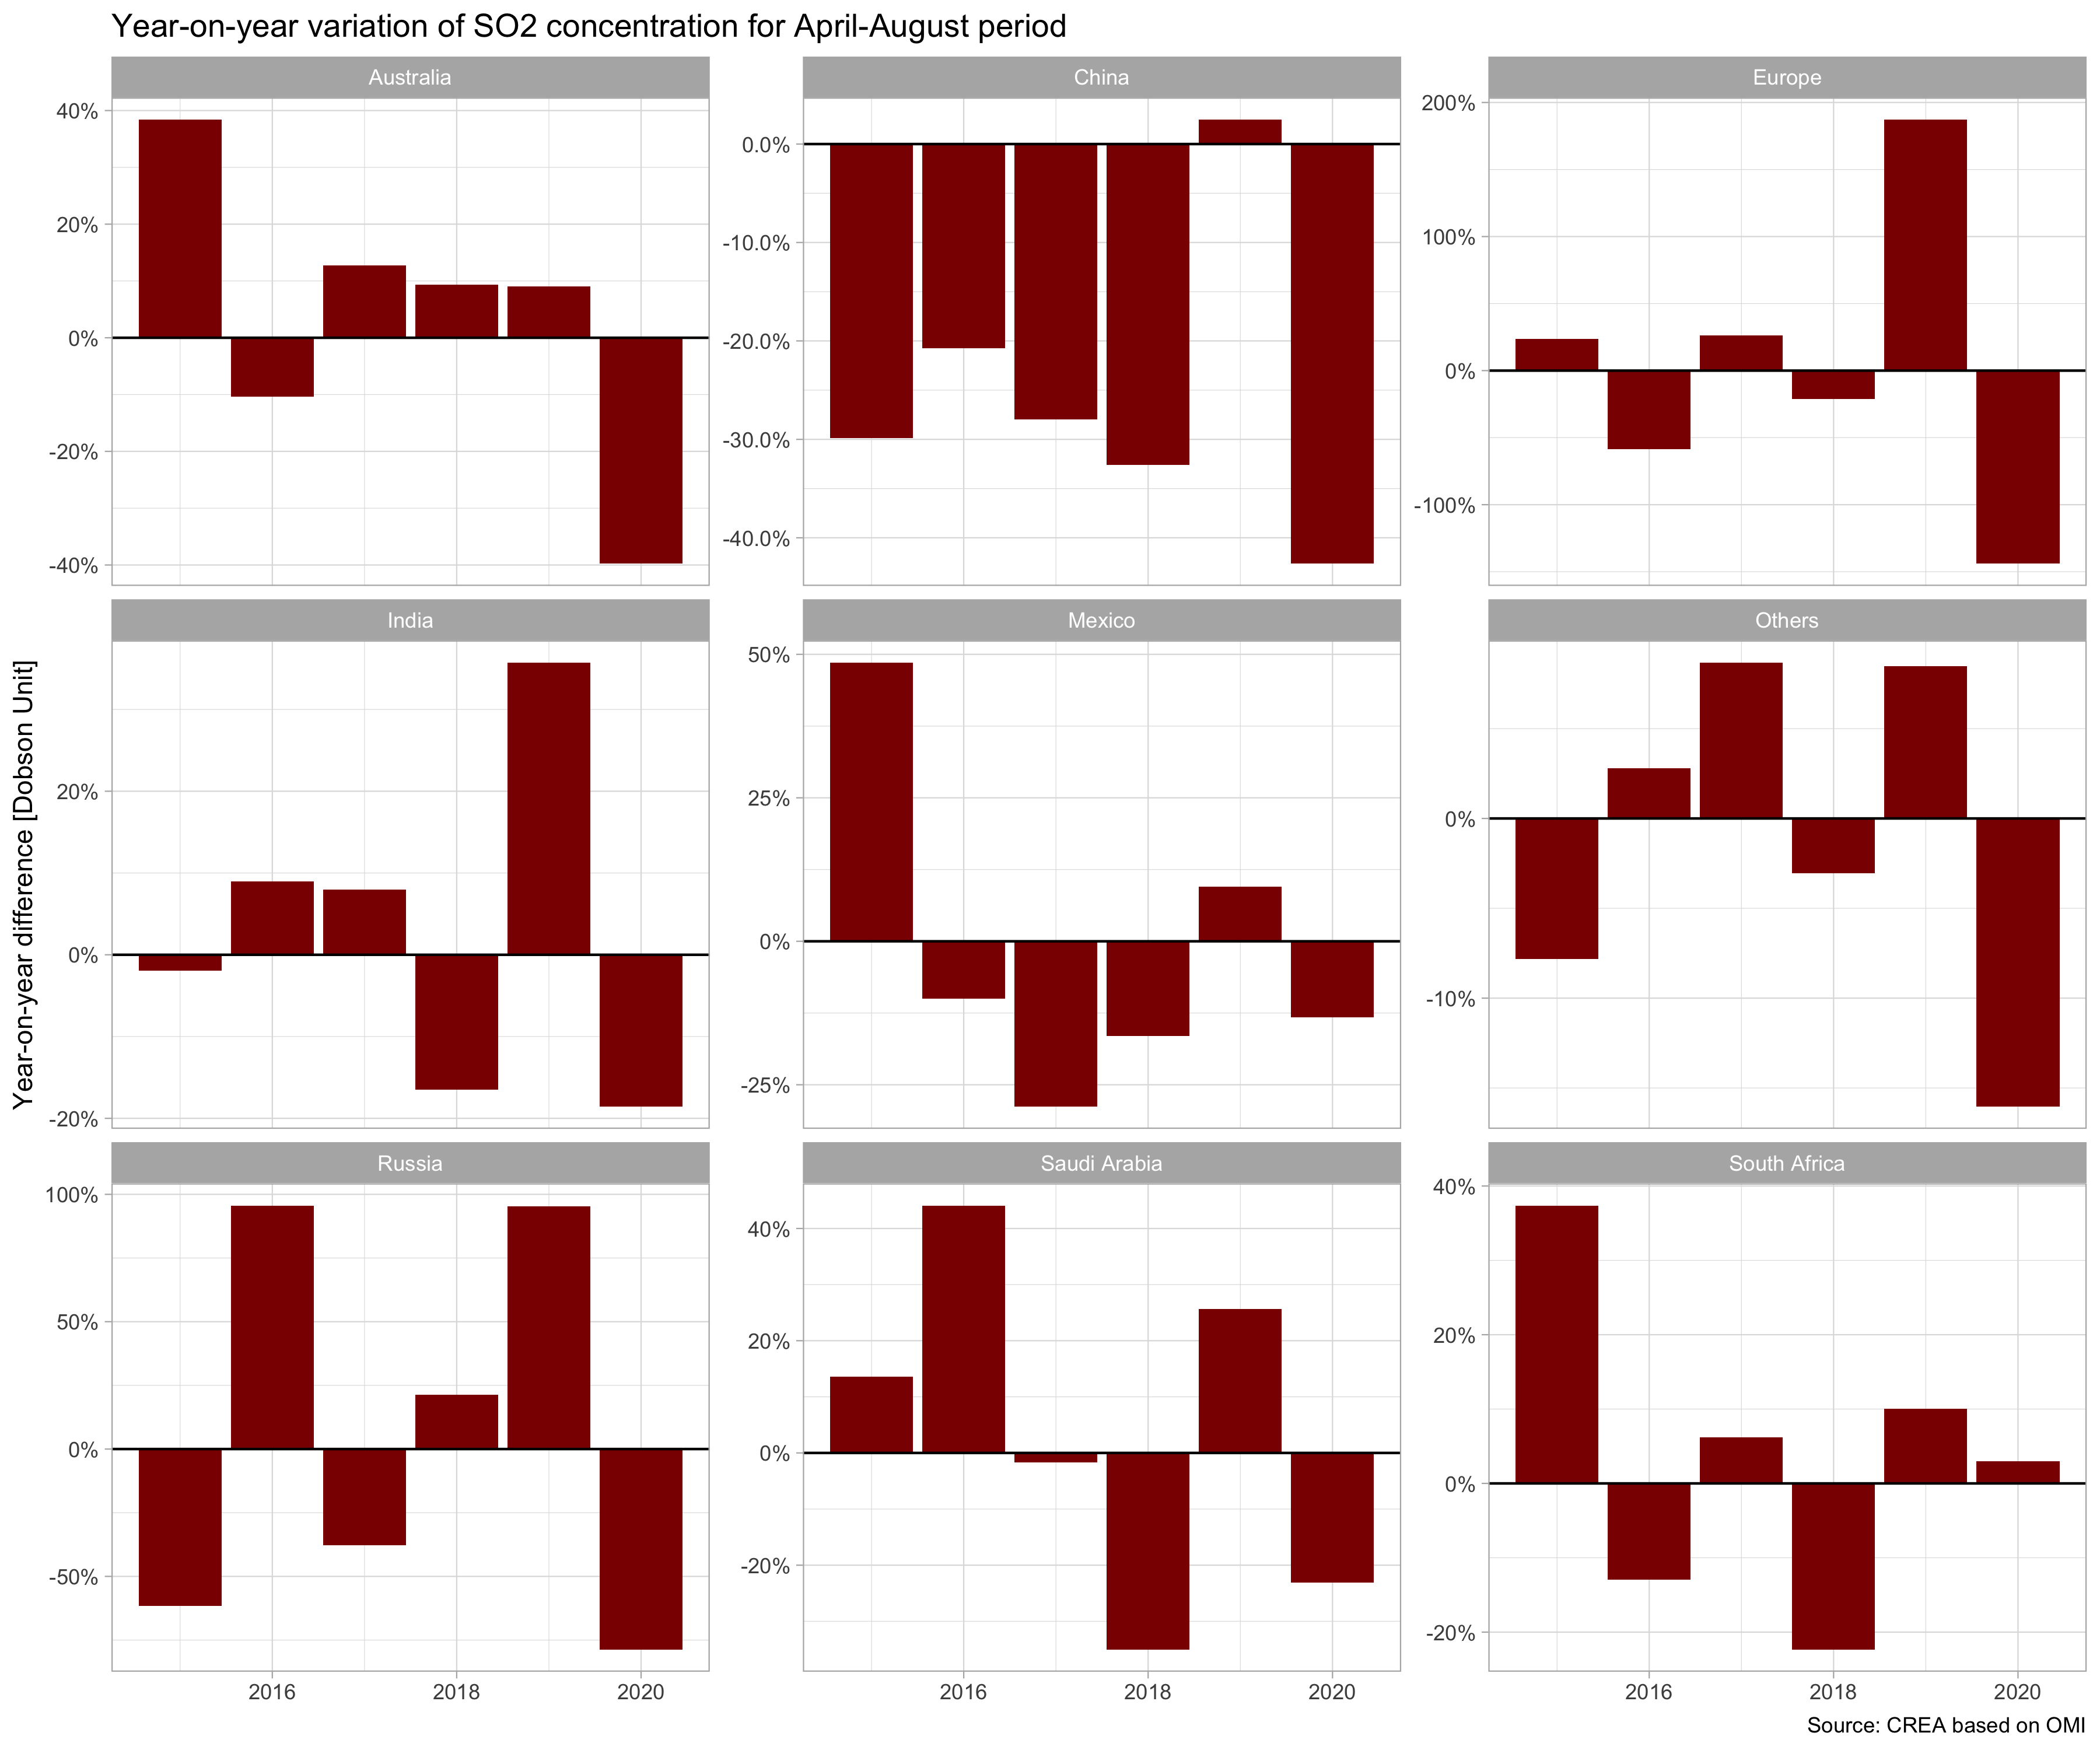 Year-on-year variation of SO2 concentration for April-August period
Year-on-year difference [Dobson Unit]
Australia
40%
20%
0%
-20%
-40%
China
0.0%
-10.0%
-20.0%
-30.0%
-40.0%
Europe
200%
100%
0%
-100%
India
20%
0%
-20%
Mexico
50%
25%
0%
-25%
Others
0%
-10%
Russia
100%
50%
0%
-50%
2016 2018 2020
Saudi Arabia
40%
20%
0%
-20%
2016 2018 2020
South Africa
40%
20%
0%
-20%
2016 2018 2020
Source: CREA based on OMI